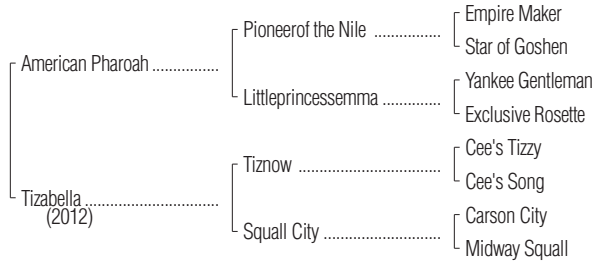 Empire Maker
Pioneerof the Nile ................
Star of Goshen
American Pharoah ................
Yankee Gentleman
Littleprincessemma ..............
Exclusive Rosette
Cee's Tizzy
Tiznow .................................
Cee's Song
Tizabella ................................
(2012)
Carson City
Squall City ...........................
Midway Squall